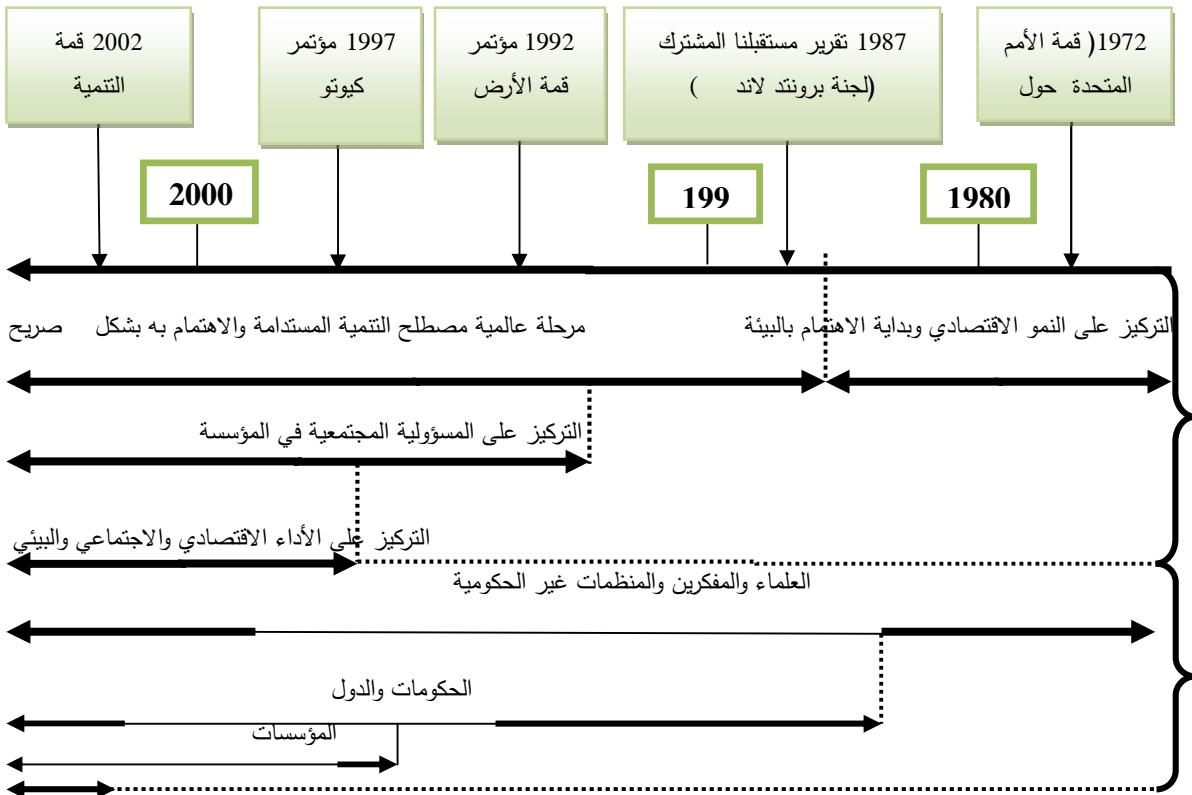 1972( قمة الأمم
المتحدة حول
1987 تقرير مستقبلنا المشترك
(لجنة برونتد لاند )
1992 مؤتمر
قمة الأرض
1997 مؤتمر
كيوتو
2002 قمة
التنمية
1980
199
2000
التركيز على النمو الاقتصادي وبداية الاهتمام بالبيئة
مرحلة عالمية مصطلح التنمية المستدامة والاهتمام به بشكل صريح
التركيز على المسؤولية المجتمعية في المؤسسة
التركيز على الأداء الاقتصادي والاجتماعي والبيئي
العلماء والمفكرين والمنظمات غير الحكومية
الحكومات والدول
المؤسسات